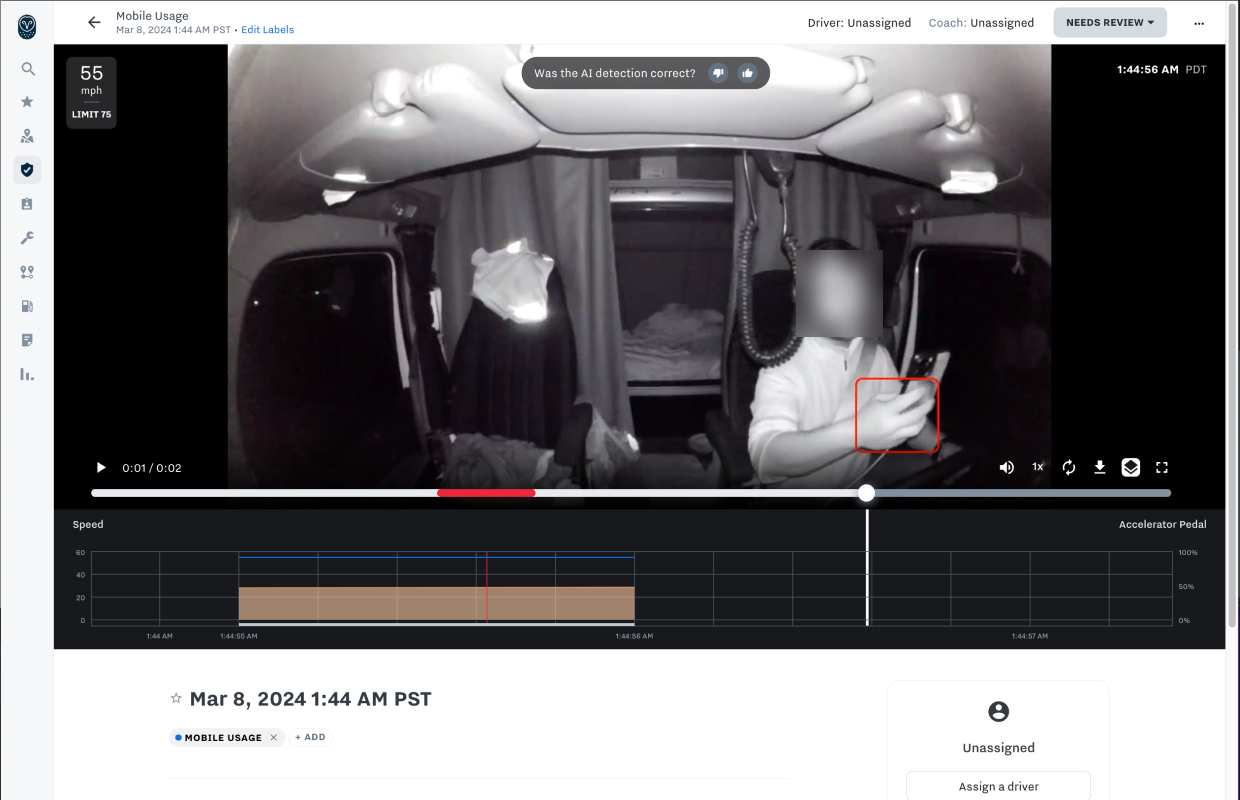 Mobile Usage
Mar 8, 2024 1:44 AM PST • Edit Labels
Driver: Unassigned
Coach: Unassigned
NEEDS REVIEW
55
mph
LIMIT 75
Was the AI detection correct?
1:44:56 AM PDT
0:01 / 0:02
1x
Speed
Accelerator Pedal
60
40
20
0
100%
50%
0%
1:44 AM
1:44:55 AM
1:44:56 AM
1:44:57 AM
Mar 8, 2024 1:44 AM PST
MOBILE USAGE
+ ADD
Unassigned
Assign a driver